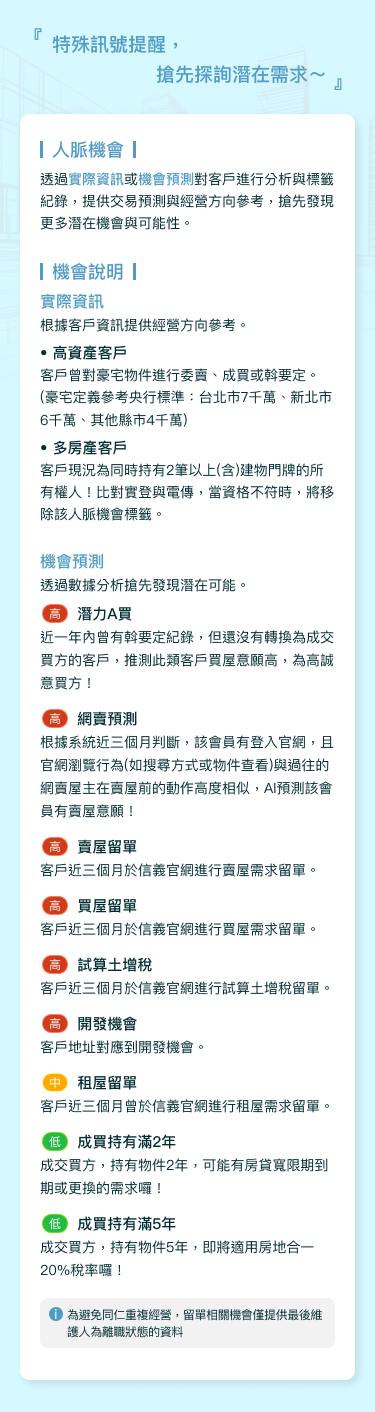 『 特殊訊號提醒，
搶先探詢潛在需求～ 』
人脈機會
透過實際資訊或機會預測對客戶進行分析與標籤
紀錄，提供交易預測與經營方向參考，搶先發現
更多潛在機會與可能性。
機會說明
實際資訊
根據客戶資訊提供經營方向參考。
• 高資產客戶
客戶曾對豪宅物件進行委賣、成買或斡要定。
(豪宅定義參考央行標準：台北市7千萬、新北市
6千萬、其他縣市4千萬)
• 多房產客戶
客戶現況為同時持有2筆以上(含)建物門牌的所
有權人！比對實登與電傳，當資格不符時，將移
除該人脈機會標籤。
機會預測
透過數據分析搶先發現潛在可能。
高 潛力A買
近一年內曾有斡要定紀錄，但還沒有轉換為成交
買方的客戶，推測此類客戶買屋意願高，為高誠
意買方！
高 網賣預測
根據系統近三個月判斷，該會員有登入官網，且
官網瀏覽行為(如搜尋方式或物件查看)與過往的
網賣屋主在賣屋前的動作高度相似，AI預測該會
員有賣屋意願！
高 賣屋留單
客戶近三個月於信義官網進行賣屋需求留單。
高 買屋留單
客戶近三個月於信義官網進行買屋需求留單。
高 試算土增稅
客戶近三個月於信義官網進行試算土增稅留單。
高 開發機會
客戶地址對應到開發機會。
中 租屋留單
客戶近三個月曾於信義官網進行租屋需求留單。
低 成買持有滿2年
成交買方，持有物件2年，可能有房貸寬限期到
期或更換的需求囉！
低 成買持有滿5年
成交買方，持有物件5年，即將適用房地合一
20%稅率囉！
為避免同仁重複經營，留單相關機會僅提供最後維
護人為離職狀態的資料